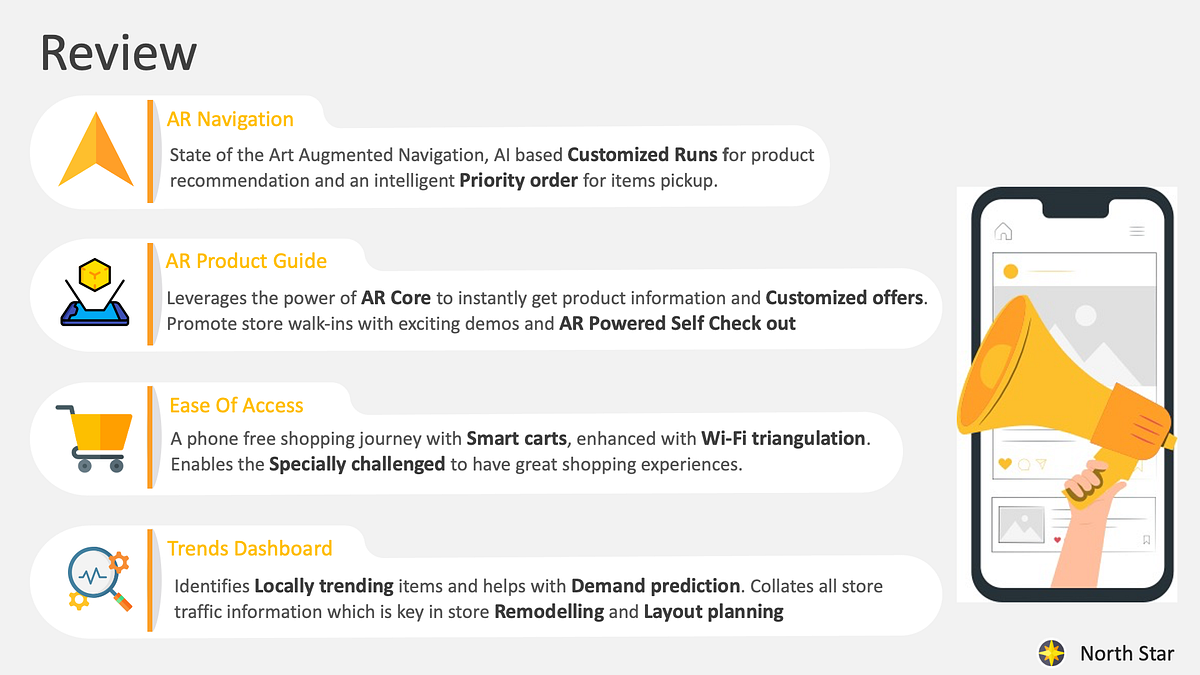 Review
AR Navigation
State of the Art Augmented Navigation, AI based Customized Runs for product
recommendation and an intelligent Priority order for items pickup.
AR Product Guide
Leverages the power of AR Core to instantly get product information and Customized offers.
Promote store walk-ins with exciting demos and AR Powered Self Check out
Ease Of Access
A phone free shopping journey with Smart carts, enhanced with Wi-Fi triangulation.
Enables the Specially challenged to have great shopping experiences.
Trends Dashboard
Identifies Locally trending items and helps with Demand prediction. Collates all store
traffic information which is key in store Remodelling and Layout planning
North Star